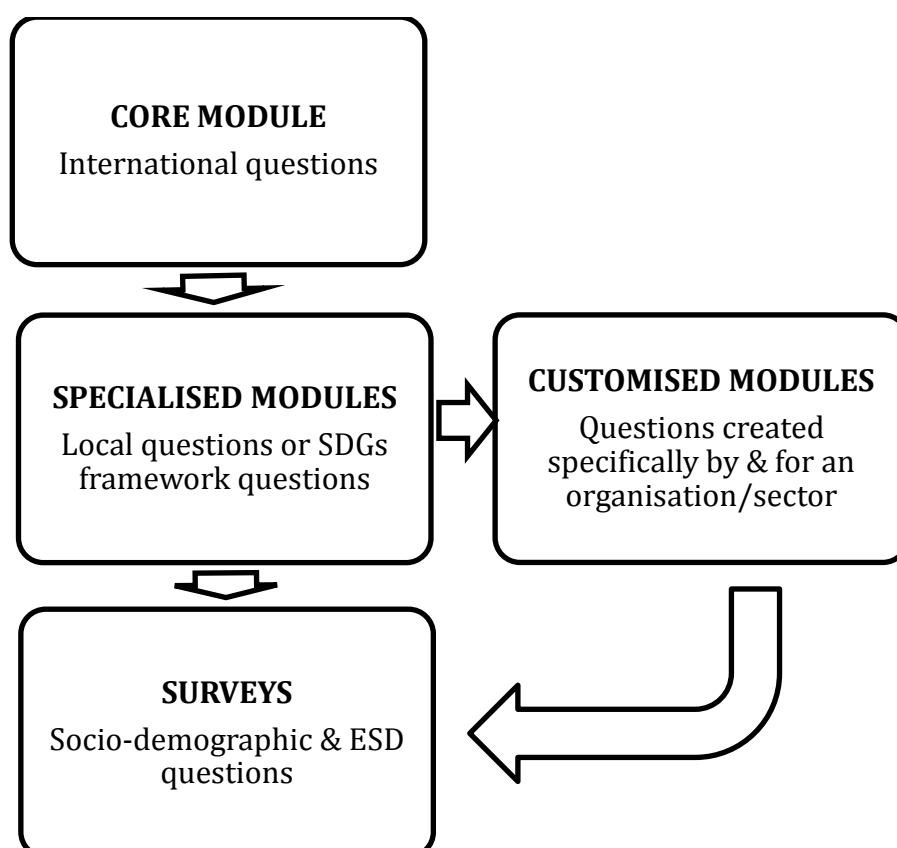 CORE MODULE
International questions
SPECIALISED MODULES
Local questions or SDGs
framework questions
CUSTOMISED MODULES
Questions created
specifically by & for an
organisation/sector
SURVEYS
Socio-demographic & ESD
questions